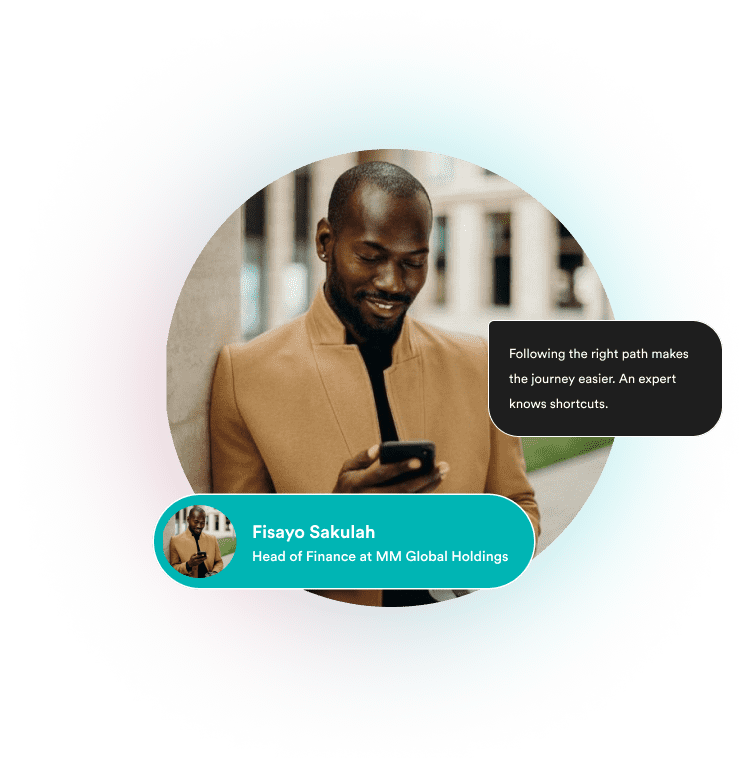 Following the right path makes
the journey easier. An expert
knows shortcuts.
Fisayo Sakulah
Head of Finance at MM Global Holdings